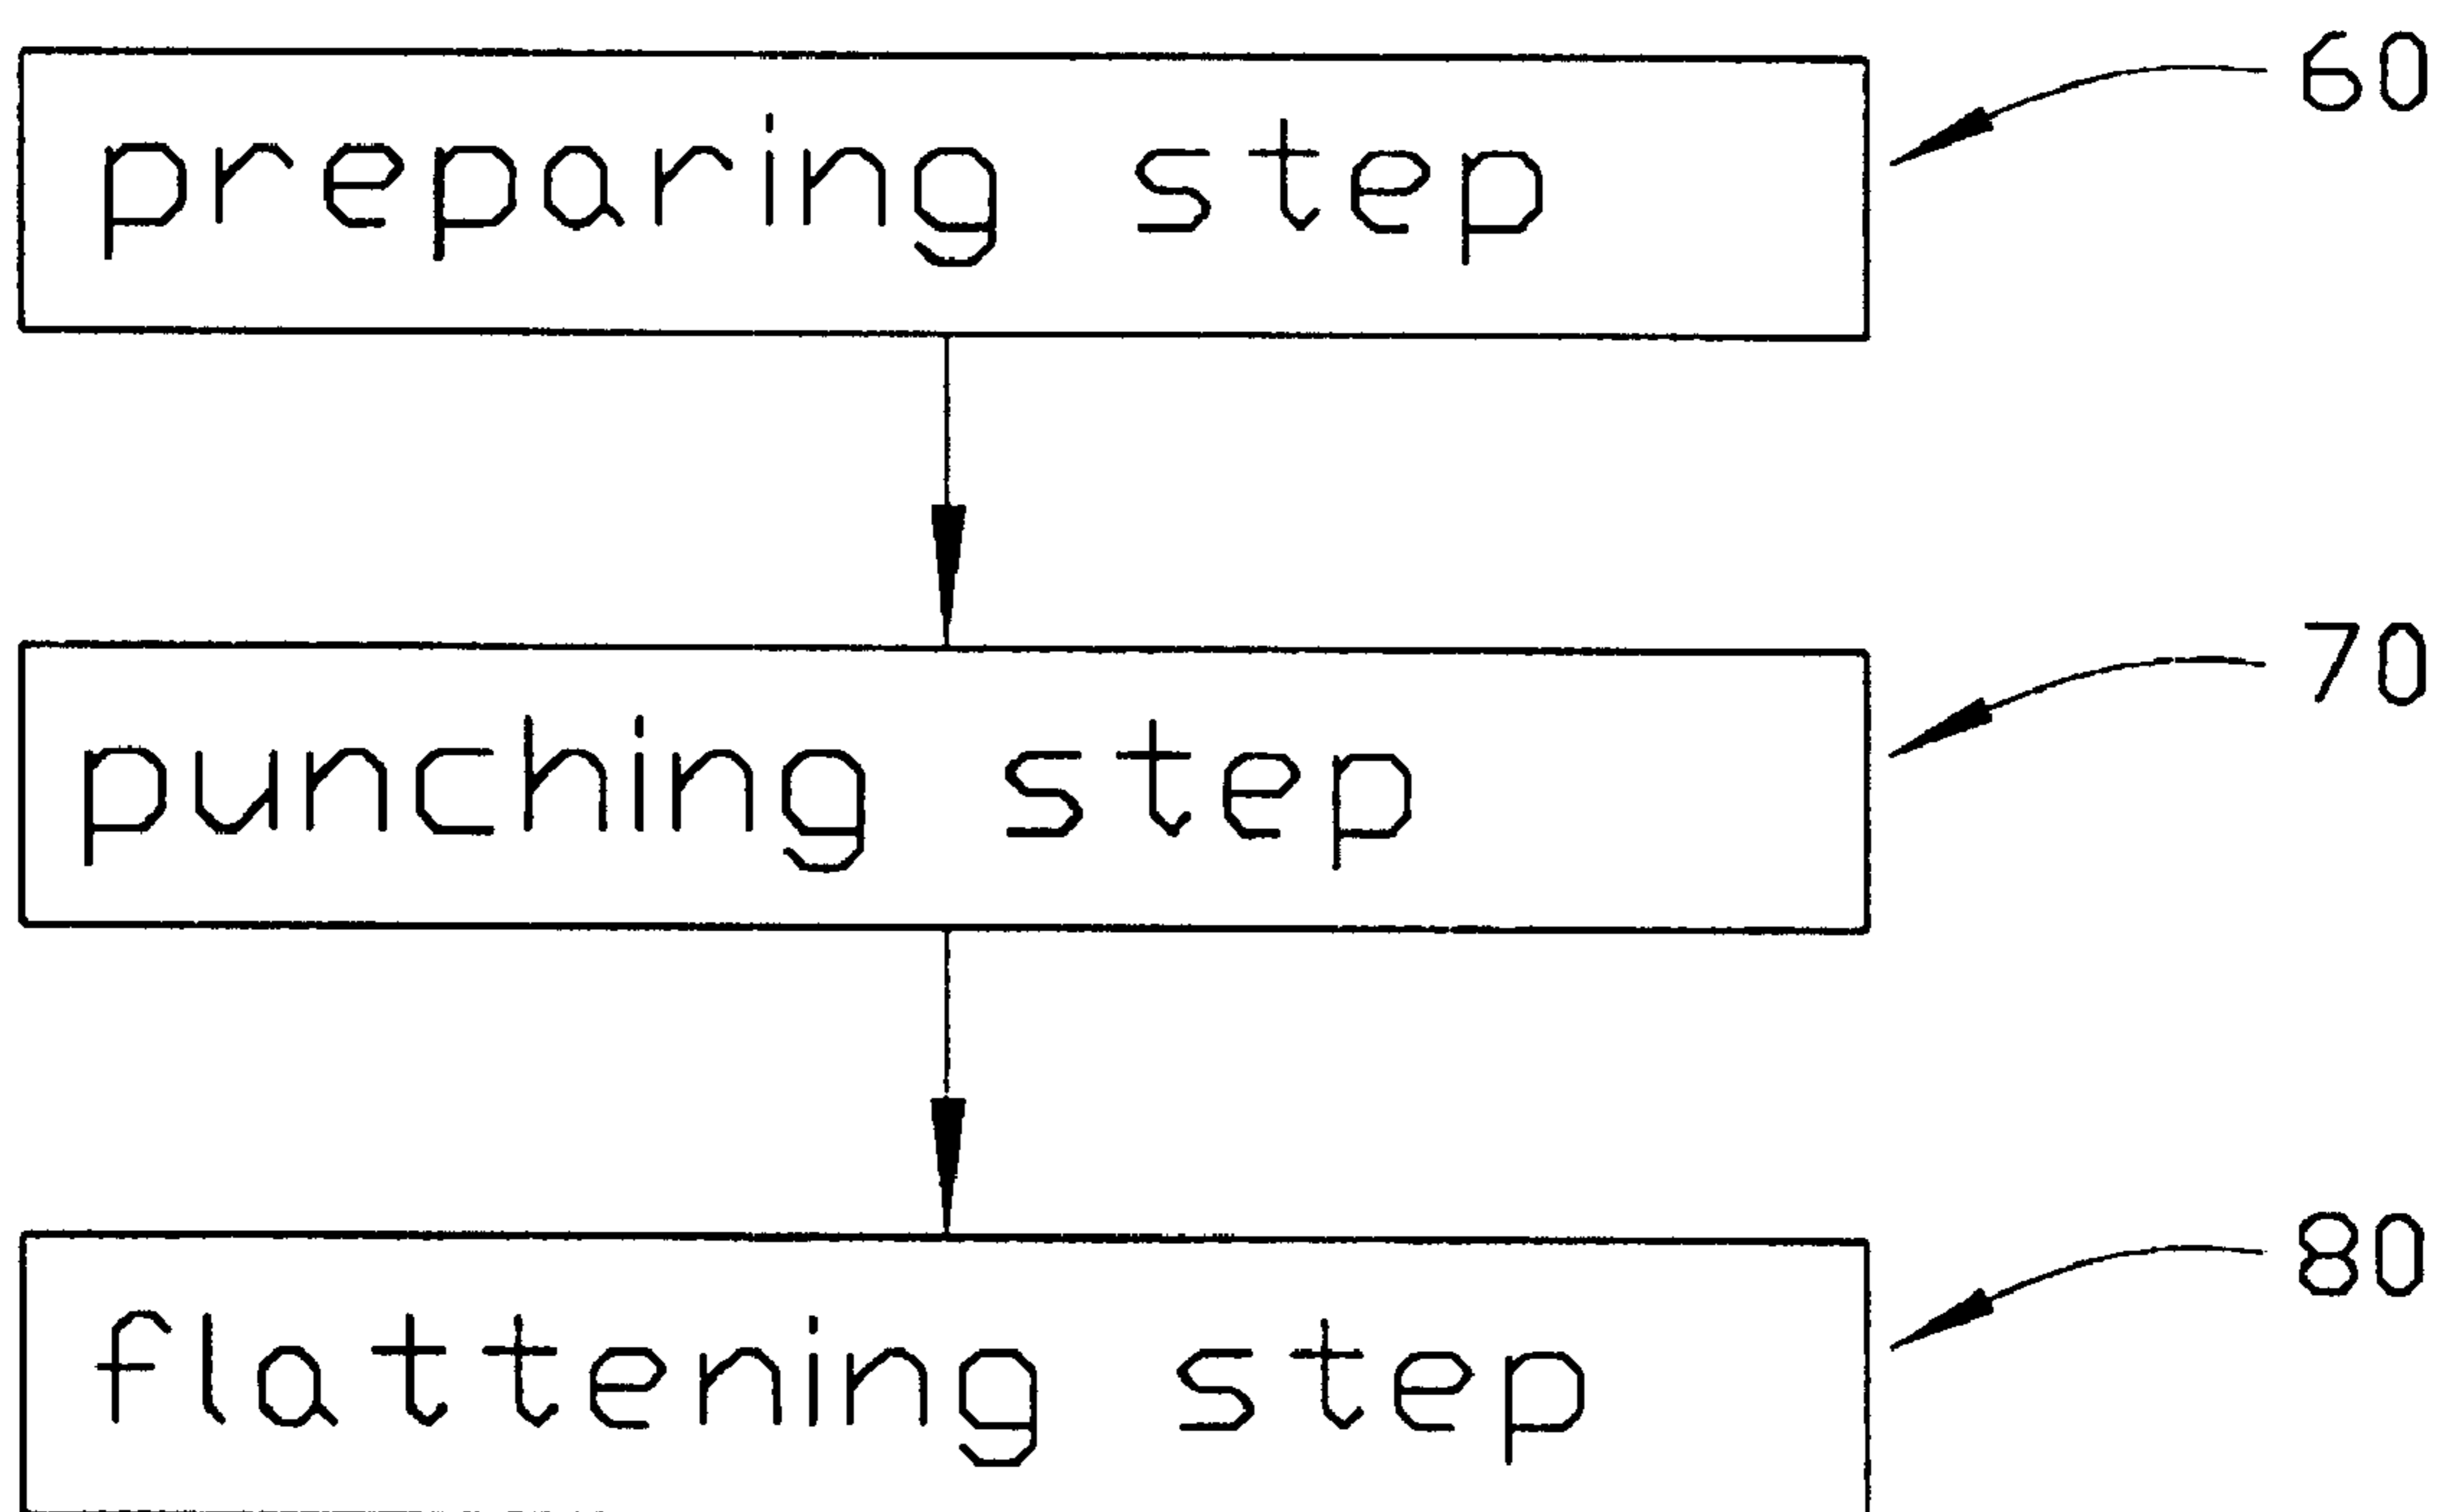 60
preparing step
70
punching step
80
flattening step